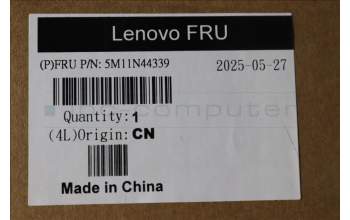 Lenovo FRU
(P)FRU P/N: 5M11N44339 2025-05-27
Quantity:1
(4L)Origin:CN
Made in China